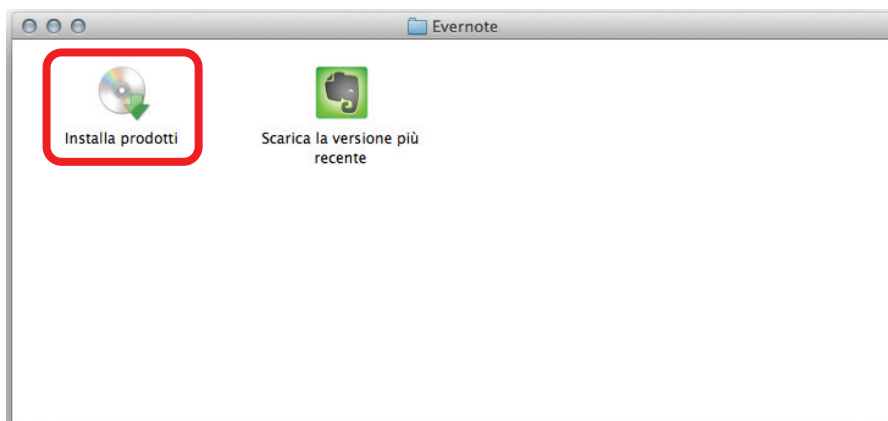 Evernote
Installa prodotti
Scarica la versione più
recente